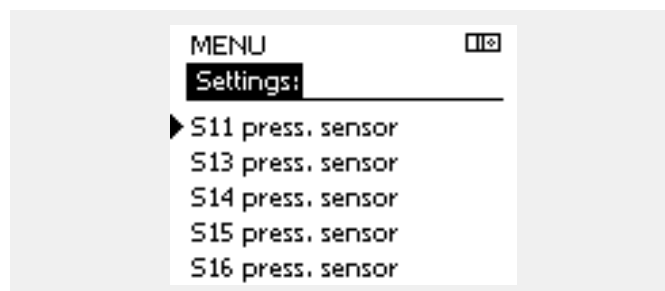 MENU
Settings:
S11 press. sensor
S13 press. sensor
S14 press. sensor
S15 press. sensor
S16 press. sensor